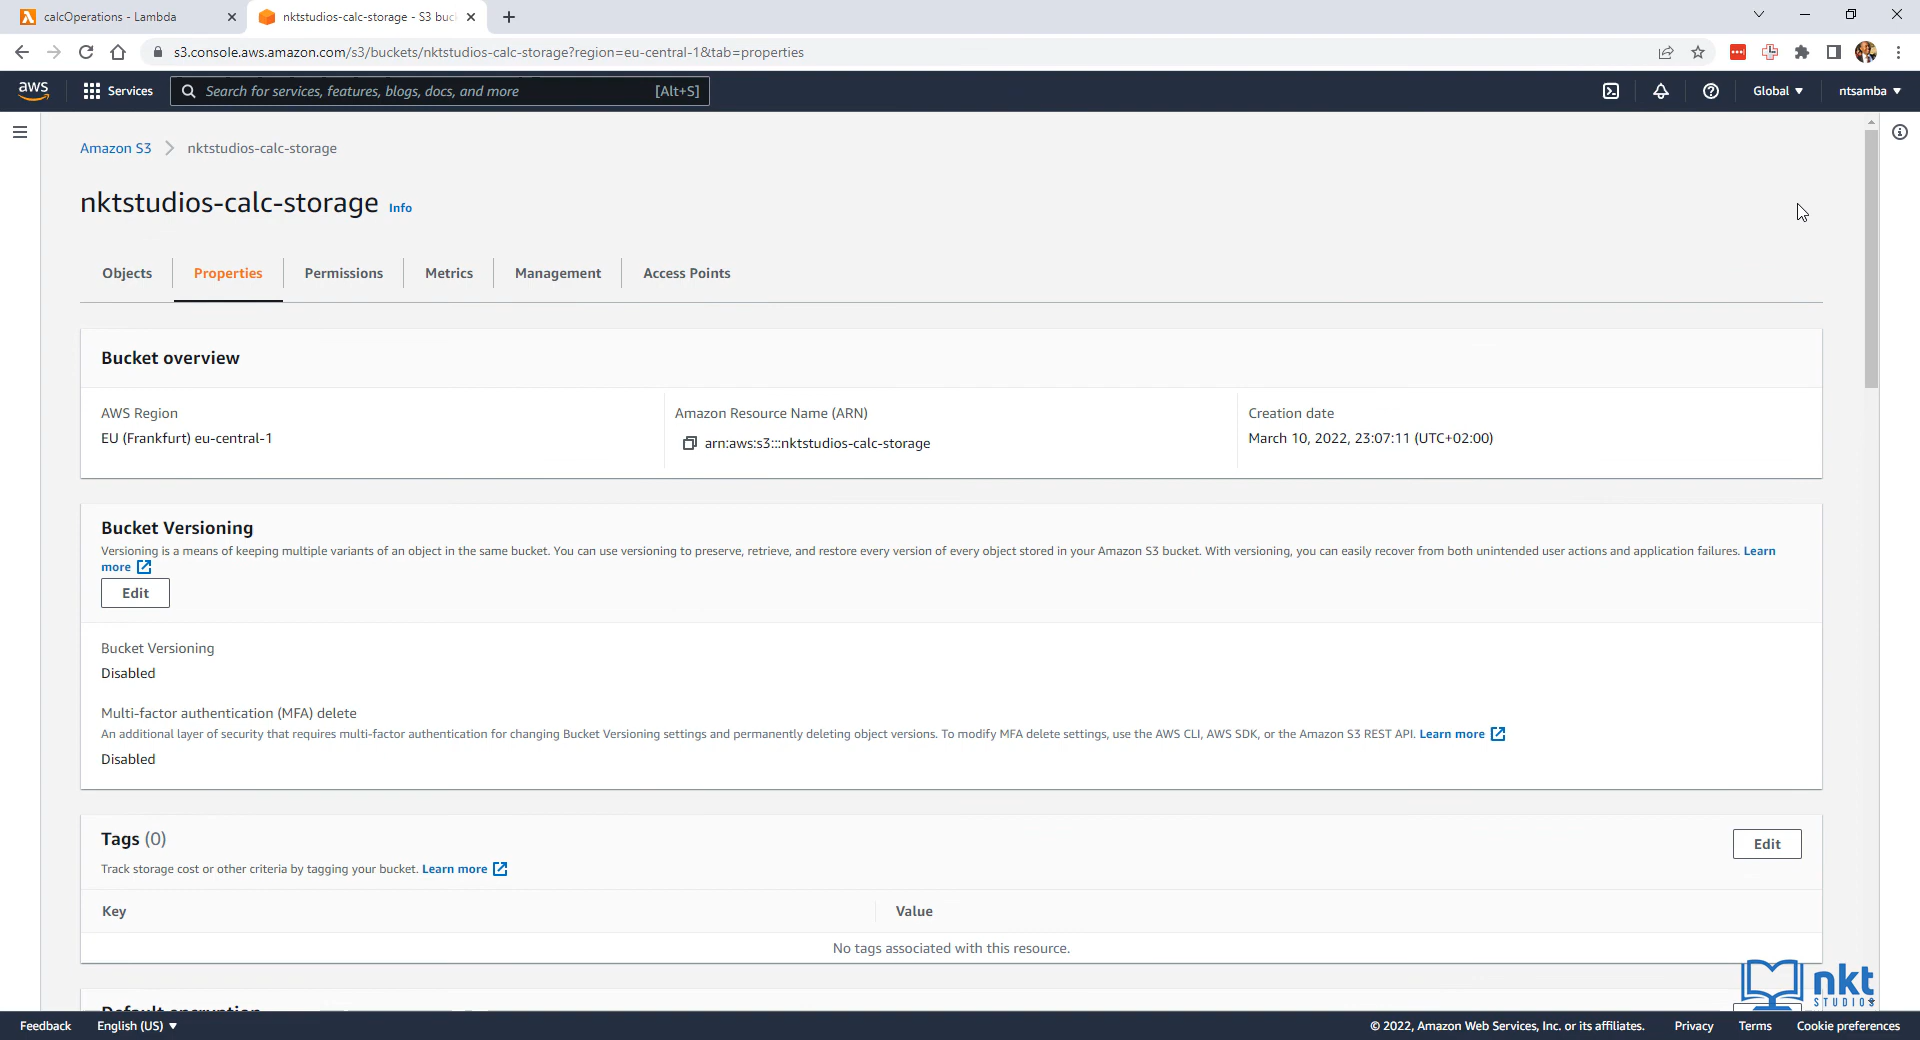 calcOperations - Lambda
nktstudios-calc-storage - S3 buc
s3.console.aws.amazon.com/s3/buckets/nktstudios-calc-storage?region=eu-central-1&tab=properties
aws
Services
Search for services, features, blogs, docs, and more
[Alt+S]
Global
ntsamba
Amazon S3
nktstudios-calc-storage
nktstudios-calc-storage Info
Objects
Properties
Permissions
Metrics
Management
Access Points
Bucket overview
AWS Region
EU (Frankfurt) eu-central-1
Amazon Resource Name (ARN)
arn:aws:s3:::nktstudios-calc-storage
Creation date
March 10, 2022, 23:07:11 (UTC+02:00)
Bucket Versioning
Versioning is a means of keeping multiple variants of an object in the same bucket. You can use versioning to preserve, retrieve, and restore every version of every object stored in your Amazon S3 bucket. With versioning, you can easily recover from both unintended user actions and application failures. Learn
more
Edit
Bucket Versioning
Disabled
Multi-factor authentication (MFA) delete
An additional layer of security that requires multi-factor authentication for changing Bucket Versioning settings and permanently deleting object versions. To modify MFA delete settings, use the AWS CLI, AWS SDK, or the Amazon S3 REST API. Learn more
Disabled
Tags (0)
Edit
Track storage cost or other criteria by tagging your bucket. Learn more
Key
Value
No tags associated with this resource.
Default encryption
nkt
STUDIOS
Feedback
English (US)
© 2022, Amazon Web Services, Inc. or its affiliates.
Privacy
Terms
Cookie preferences